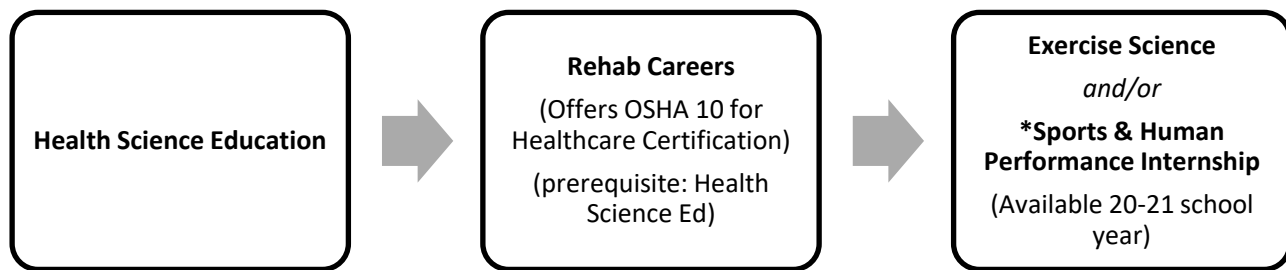 Health Science Education
Rehab Careers
(Offers OSHA 10 for
Healthcare Certification)
(prerequisite: Health
Science Ed)
Exercise Science
and/or
*Sports & Human
Performance Internship
(Available 20-21 school
year)